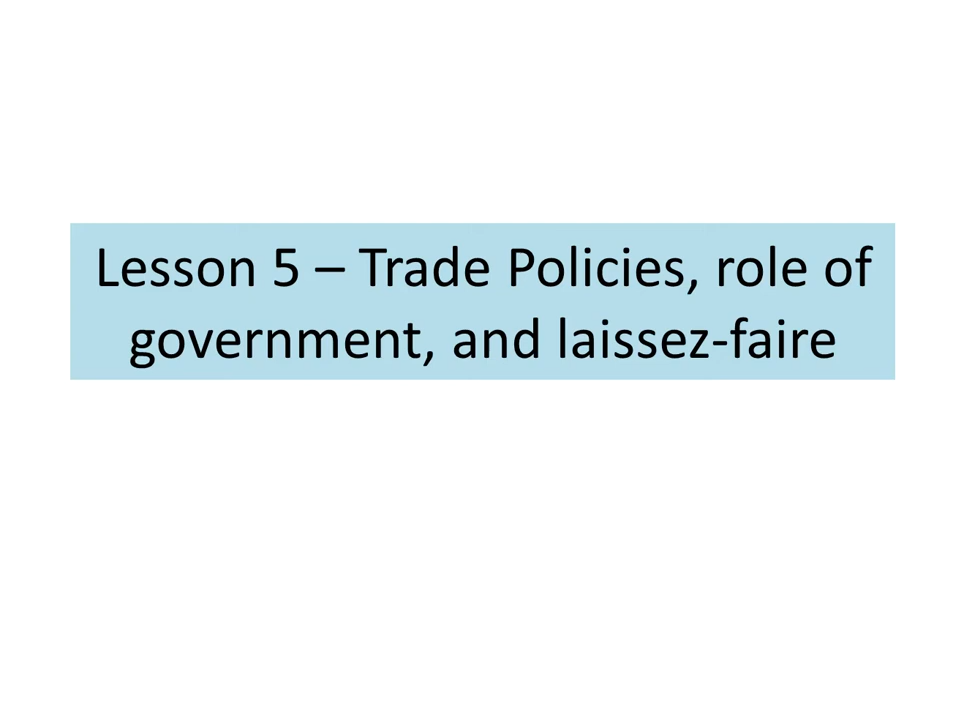 Lesson 5 – Trade Policies, role of
government, and laissez-faire